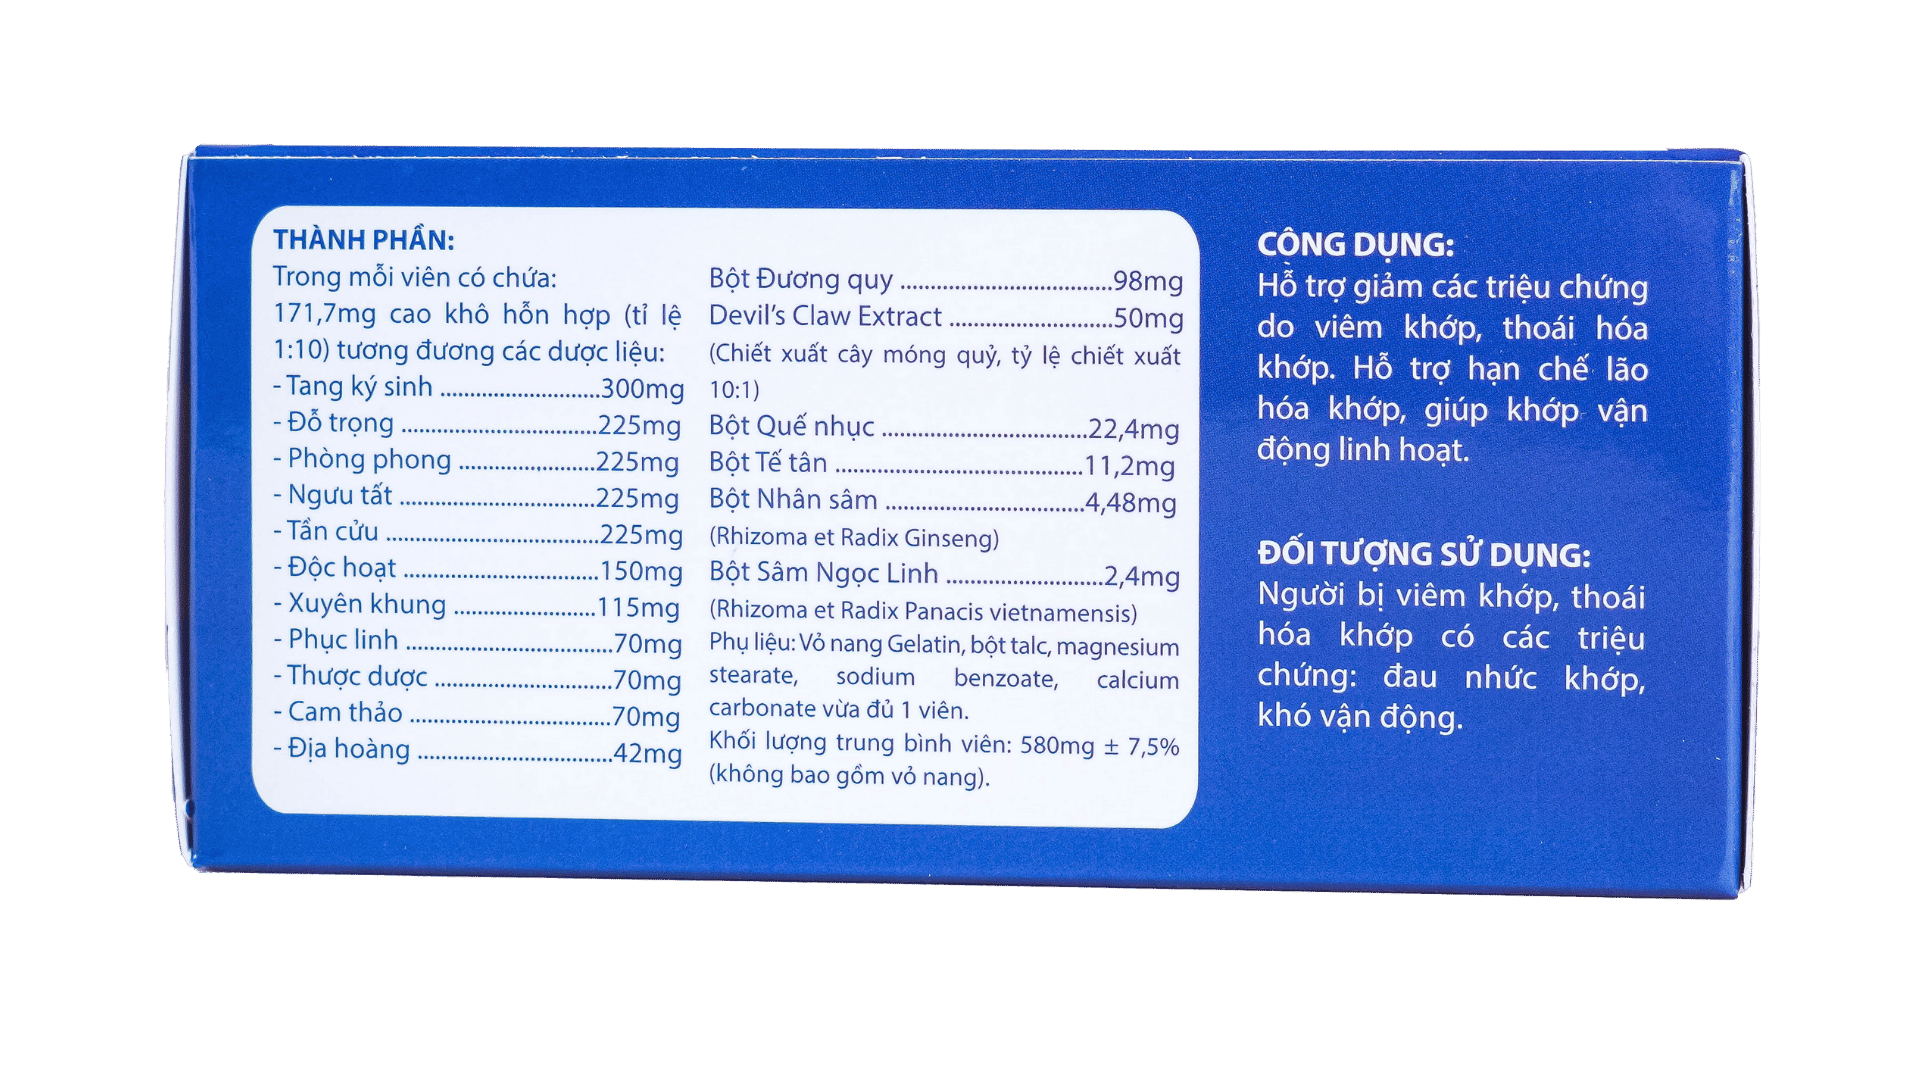 THÀNH PHẦN:
Trong mỗi viên có chứa:
171,7mg cao khô hỗn hợp (tỉ lệ
1:10) tương đương các dược liệu:
- Tang ký sinh ............................300mg
- Đỗ trọng ..................................225mg
- Phòng phong ........................225mg
- Ngưu tất ..................................225mg
- Tần cửu .....................................225mg
- Độc hoạt ..................................150mg
- Xuyên khung .........................115mg
- Phục linh ....................................70mg
- Thược dược ...............................70mg
- Cam thảo ...................................70mg
- Địa hoàng ..................................42mg
Bột Đương quy .....................................98mg
Devil's Claw Extract .............................50mg
(Chiết xuất cây móng quỷ, tỷ lệ chiết xuất
10:1)
Bột Quế nhục ....................................22,4mg
Bột Tế tân ...........................................11,2mg
Bột Nhân sâm ...................................4,48mg
(Rhizoma et Radix Ginseng)
Bột Sâm Ngọc Linh ...........................2,4mg
(Rhizoma et Radix Panacis vietnamensis)
Phụ liệu: Vỏ nang Gelatin, bột talc, magnesium
stearate, sodium benzoate, calcium
carbonate vừa đủ 1 viên.
Khối lượng trung bình viên: 580mg ± 7,5%
(không bao gồm vỏ nang).
CÔNG DỤNG:
Hỗ trợ giảm các triệu chứng
do viêm khớp, thoái hóa
khớp. Hỗ trợ hạn chế lão
hóa khớp, giúp khớp vận
động linh hoạt.
ĐỐI TƯỢNG SỬ DỤNG:
Người bị viêm khớp, thoái
hóa khớp có các triệu
chứng: đau nhức khớp,
khó vận động.